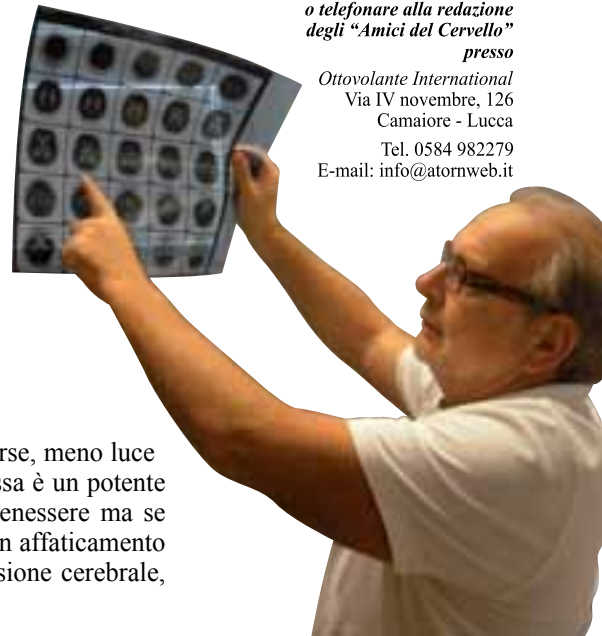 o telefonare alla redazione
degli “Amici del Cervello”
presso
Ottovolante International
Via IV novembre, 126
Camaiore - Lucca
Tel. 0584 982279
E-mail: info@atornweb.it
rse, meno luce
ssa è un potente
enessere ma se
n affaticamento
sione cerebrale,